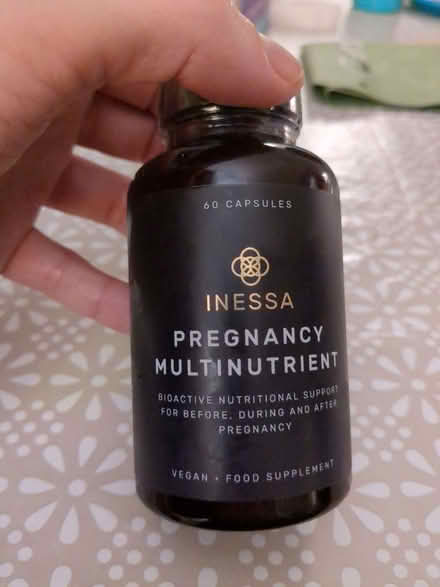 60 CAPSULES
INESSA
PREGNANCY
MULTINUTRIENT
BIOACTIVE NUTRITIONAL SUPPORT
FOR BEFORE, DURING AND AFTER
PREGNANCY
VEGAN • FOOD SUPPLEMENT